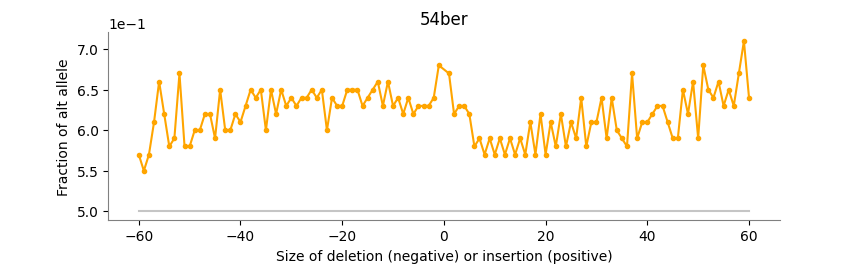 54ber
1e−1
7.0
6.5
6.0
5.5
5.0
Fraction of alt allele
−60 −40 −20 0 20 40 60
Size of deletion (negative) or insertion (positive)